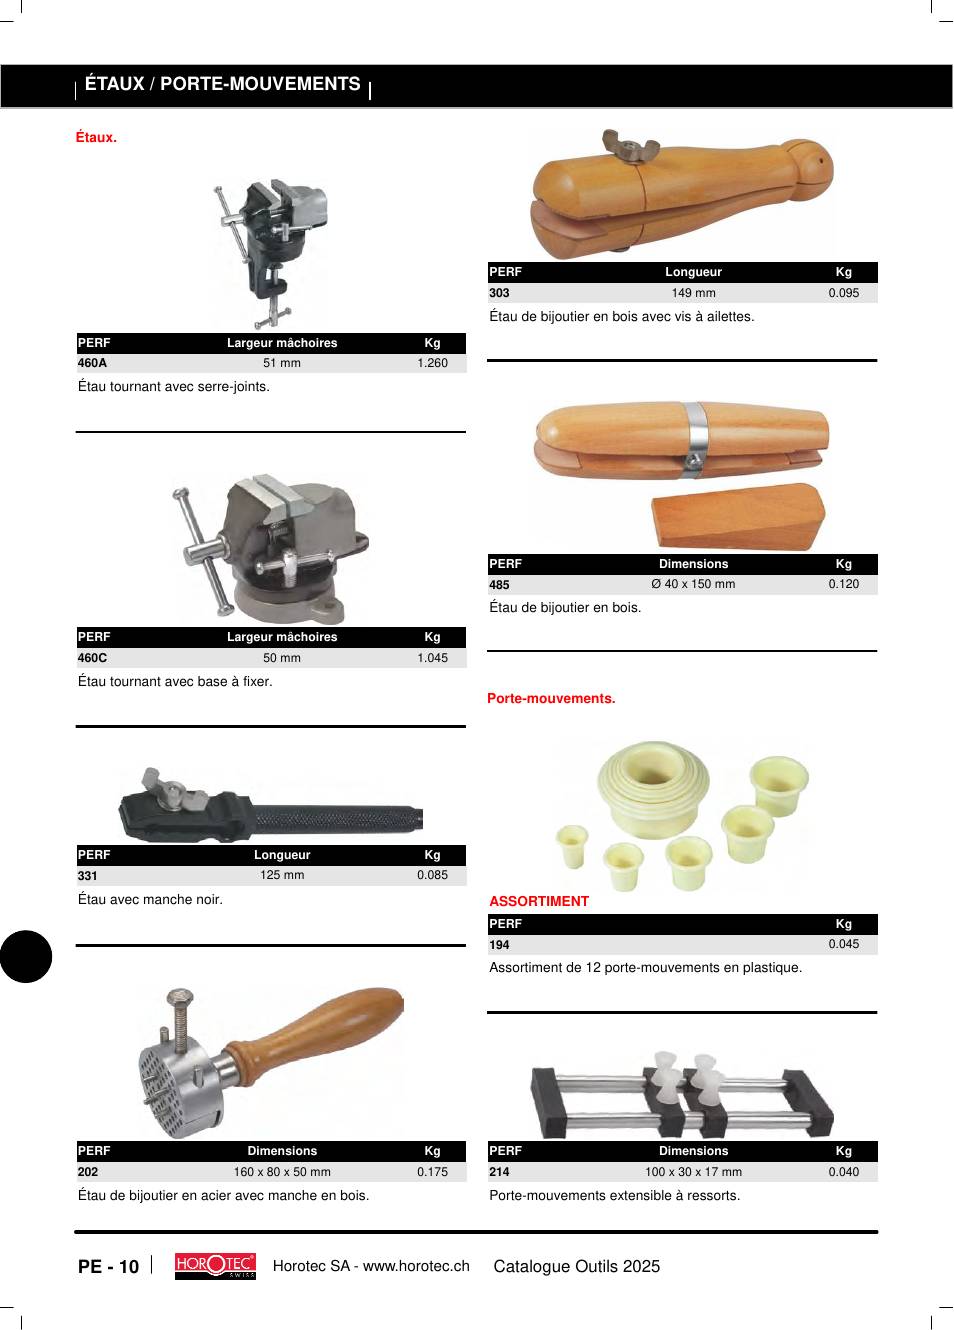 ÉTAUX / PORTE-MOUVEMENTS
Étaux.
PERF Largeur mâchoires Kg
460A 51 mm 1.260
Étau tournant avec serre-joints.
PERF Largeur mâchoires Kg
460C 50 mm 1.045
Étau tournant avec base à fixer.
PERF Longueur Kg
331 125 mm 0.085
Étau avec manche noir.
PERF Dimensions Kg
202 160 x 80 x 50 mm 0.175
Étau de bijoutier en acier avec manche en bois.
PERF Longueur Kg
303 149 mm 0.095
Étau de bijoutier en bois avec vis à ailettes.
PERF Dimensions Kg
485 Ø 40 x 150 mm 0.120
Étau de bijoutier en bois.
Porte-mouvements.
ASSORTIMENT
PERF Kg
194 0.045
Assortiment de 12 porte-mouvements en plastique.
PERF Dimensions Kg
214 100 x 30 x 17 mm 0.040
Porte-mouvements extensible à ressorts.
PE - 10 HOROTEC® SWISS Horotec SA - www.horotec.ch Catalogue Outils 2025